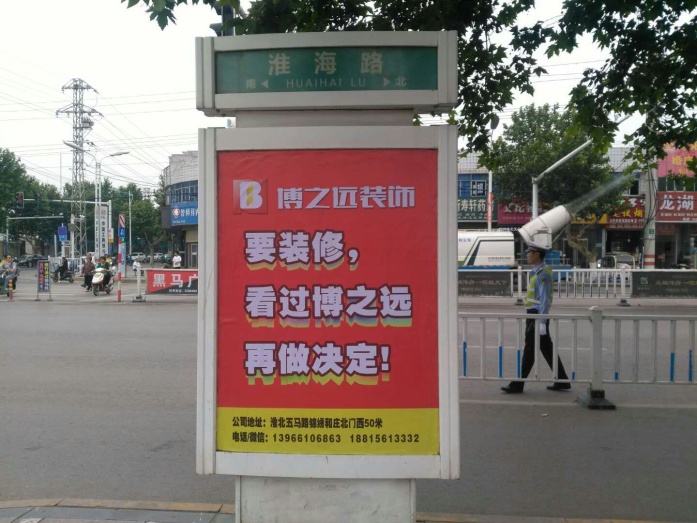 淮海路
南 HUAIHAI LU 北
博之远装饰
要装修，
看过博之远
再做决定！
公司地址：淮北五马路锦绣和庄北门西50米
电话/微信：13966106863 18815613332
黑马广
龙湖